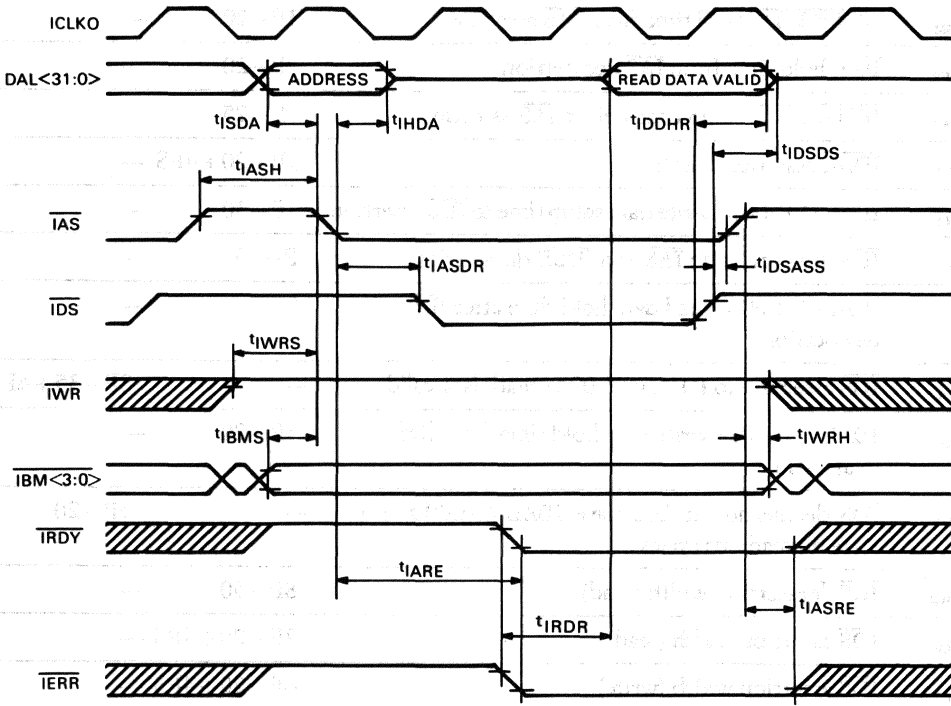 ICLKO
DAL<31:0>
ADDRESS
READ DATA VALID
tISDA
tIHDA
tIDDHR
tIDSDS
tIASH
IAS
tIASDR
tIDSASS
IDS
tIWRS
IWR
tIBMS
tIWRH
IBM<3:0>
IRDY
tIARE
tIASRE
tIRDR
IERR